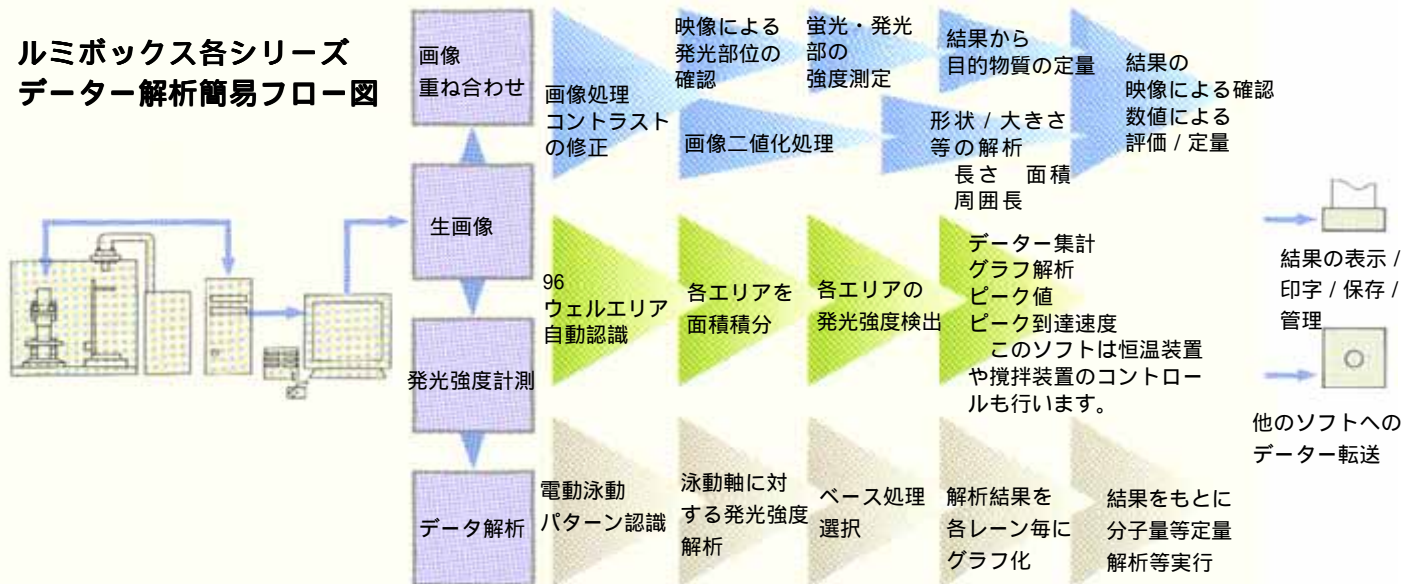 ルミボックス各シリーズ
データー解析簡易フロー図
画像
重ね合わせ
生画像
発光強度計測
データ解析
画像処理
コントラスト
の修正
映像による
発光部位の
確認
蛍光・発光
部の
強度測定
結果から
目的物質の定量
画像二値化処理
形状 / 大きさ
等の解析
長さ 面積
周囲長
結果の
映像による確認
数値による
評価 / 定量
96
ウェルエリア
自動認識
各エリアを
面積積分
各エリアの
発光強度検出
データー集計
グラフ解析
ピーク値
ピーク到達速度
このソフトは恒温装置
や撹拌装置のコントロー
ルも行います。
電動泳動
パターン認識
泳動軸に対
する発光強度
解析
ベース処理
選択
解析結果を
各レーン毎に
グラフ化
結果をもとに
分子量等定量
解析等実行
結果の表示 /
印字 / 保存 /
管理
他のソフトへの
データー転送